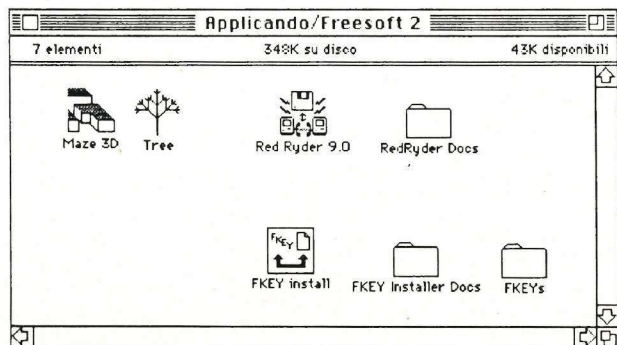 Applicando/Freesoft 2
7 elementi 348K su disco 43K disponibili
Maze 3D Tree Red Ryder 9.0 RedRyder Docs
FKEY
FKEY install FKEY Installer Docs FKEYs